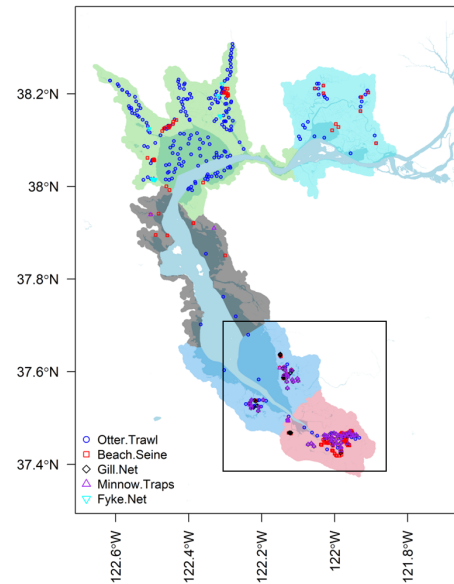 38.2°N
38°N
37.8°N
37.6°N
37.4°N
Otter.Trawl
Beach.Seine
Gill.Net
Minnow.Traps
Fyke.Net
122.6°W
122.4°W
122.2°W
122°W
121.8°W